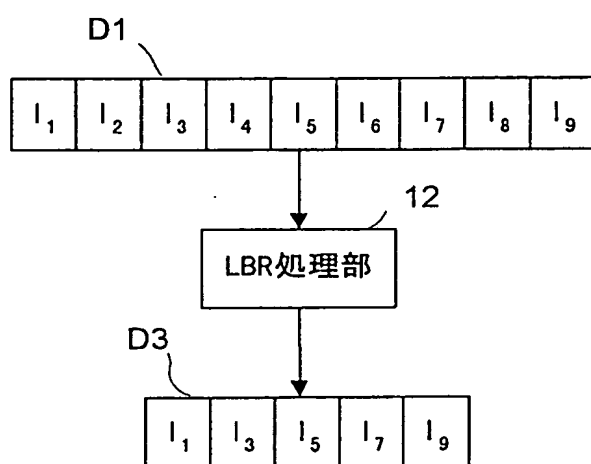 D1
I₁ I₂ I₃ I₄ I₅ I₆ I₇ I₈ I₉
12
LBR処理部
D3
I₁ I₃ I₅ I₇ I₉